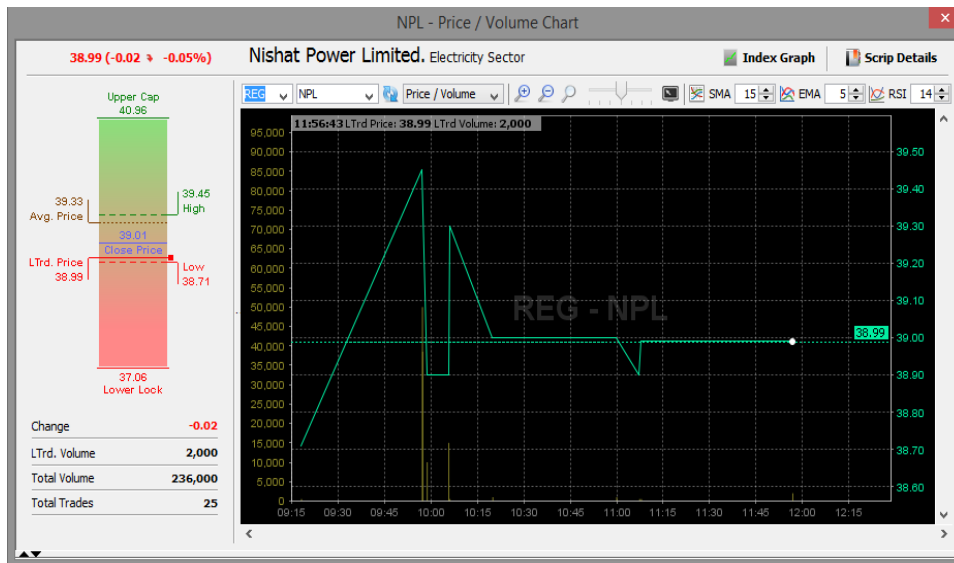 NPL - Price / Volume Chart
x
38.99 (-0.02 -0.05%)
Nishat Power Limited. Electricity Sector
Index Graph
Scrip Details
REG
NPL
Price / Volume
SMA 15
EMA 5
RSI 14
Upper Cap
40.96
39.33
Avg. Price
39.45
High
39.01
Close Price
LTrd. Price
38.99
Low
38.71
37.06
Lower Lock
Change -0.02
LTrd. Volume 2,000
Total Volume 236,000
Total Trades 25
11:56:43 LTrd Price: 38.99 LTrd Volume: 2,000
95,000
90,000
85,000
80,000
75,000
70,000
65,000
60,000
55,000
50,000
45,000
40,000
35,000
30,000
25,000
20,000
15,000
10,000
5,000
0
REG - NPL
39.50
39.40
39.30
39.20
39.10
38.99
39.00
38.90
38.80
38.70
38.60
09:15 09:30 09:45 10:00 10:15 10:30 10:45 11:00 11:15 11:30 11:45 12:00 12:15